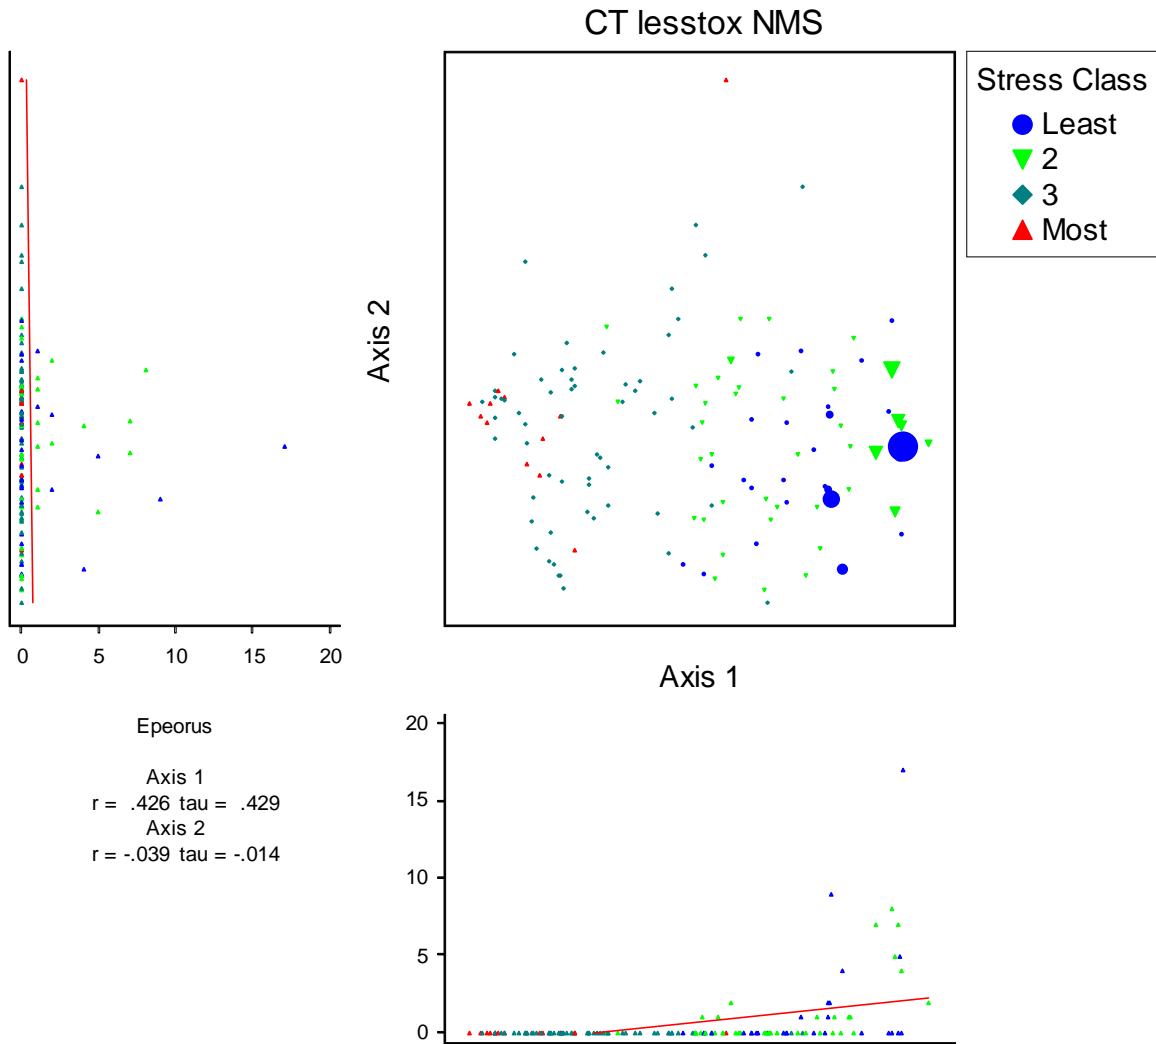 CT lesstox NMS
Stress Class
Least
2
3
Most
Axis 2
0 5 10 15 20
Axis 1
Epeorus
Axis 1
r = .426 tau = .429
Axis 2
r = -.039 tau = -.014
20
15
10
5
0